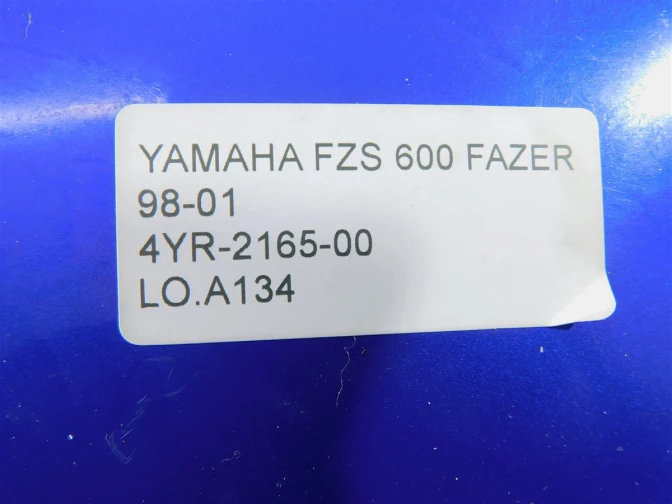 YAMAHA FZS 600 FAZER
98-01
4YR-2165-00
LO.A134